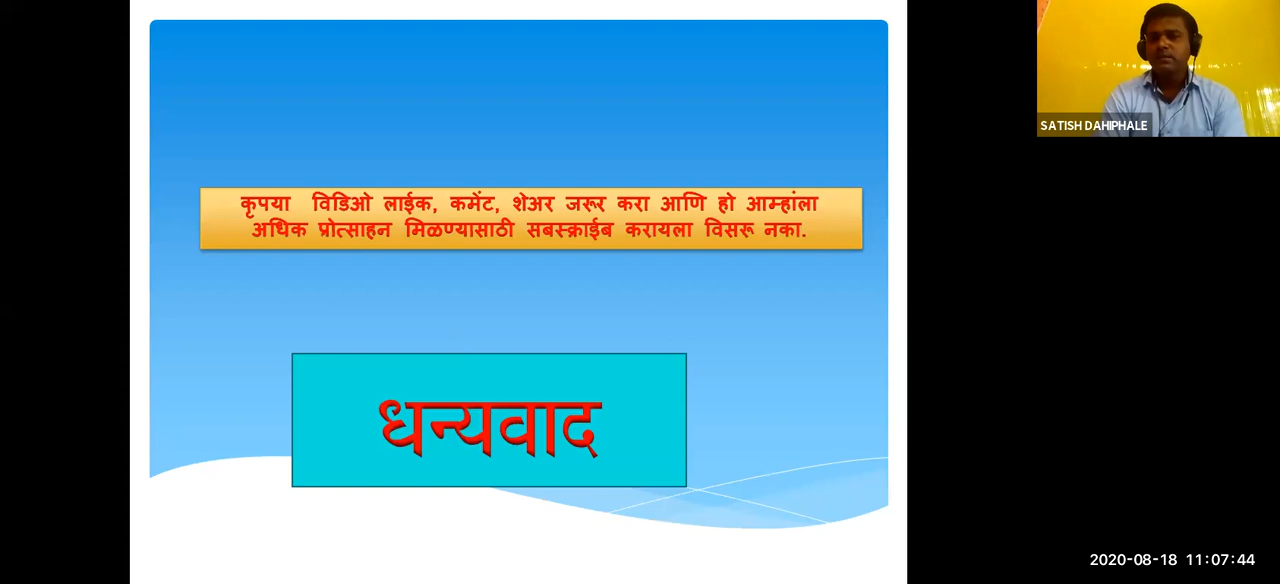 कृपया विडिओ लाईक, कमेंट, शेअर जरूर करा आणि हो आम्हांला
अधिक प्रोत्साहन मिळण्यासाठी सबस्क्राईब करायला विसरू नका.
धन्यवाद
SATISH DAHIPHALE
2020-08-18 11:07:44